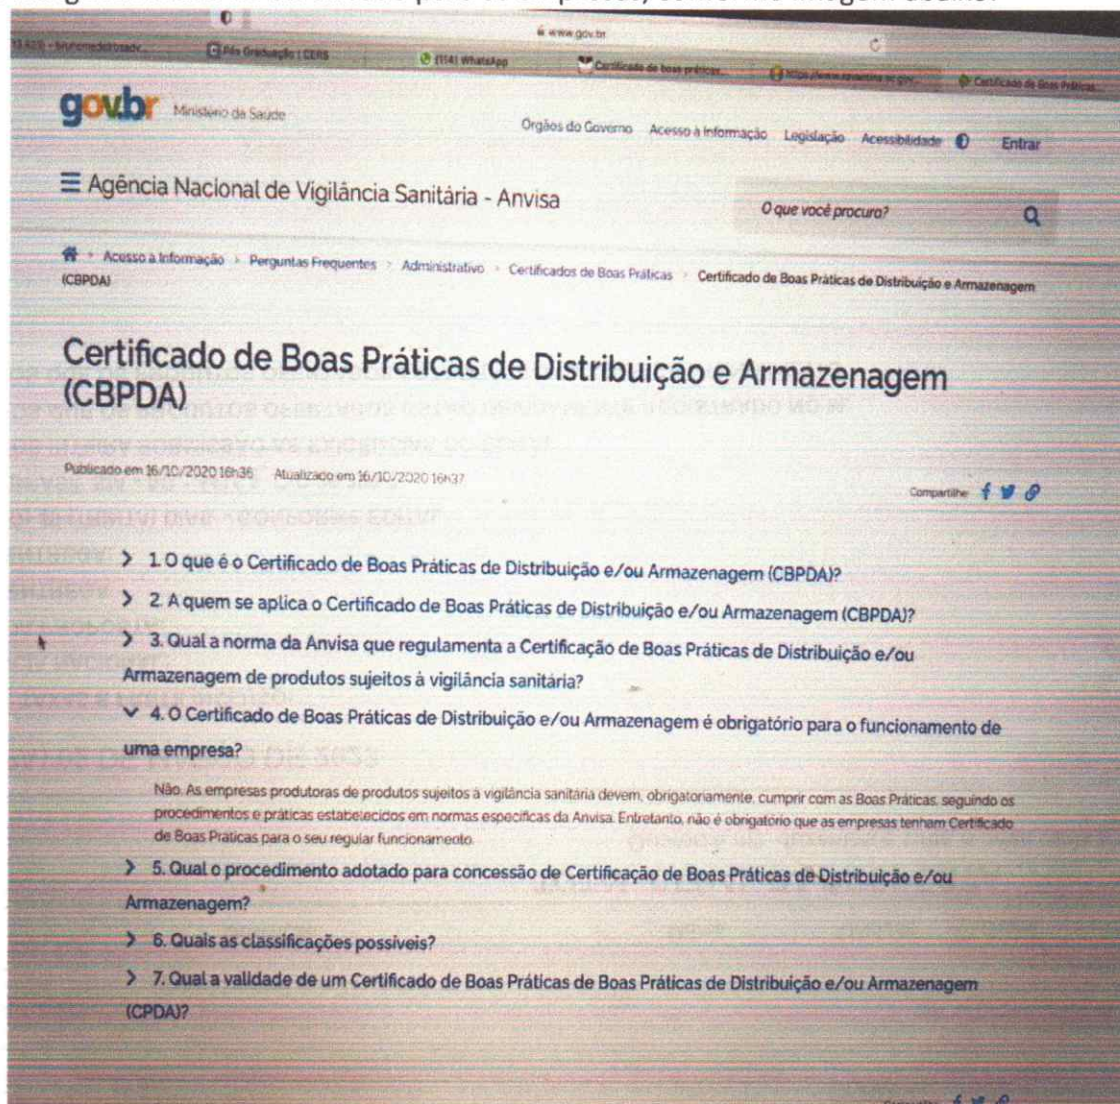 www.gov.br
Pós Graduação | CERS
(114) WhatsApp
Certificado de boas práticas...
Certificado de Boas Práticas...
gov.br Ministério da Saúde
Orgãos do Governo Acesso à Informação Legislação Acessibilidade Entrar
Agência Nacional de Vigilância Sanitária - Anvisa
O que você procura?
Acesso à Informação > Perguntas Frequentes > Administrativo > Certificados de Boas Práticas > Certificado de Boas Práticas de Distribuição e Armazenagem
(CBPDA)
Certificado de Boas Práticas de Distribuição e Armazenagem
(CBPDA)
Publicado em 16/10/2020 16h36 Atualizado em 16/10/2020 16h37
Compartilhe:
1. O que é o Certificado de Boas Práticas de Distribuição e/ou Armazenagem (CBPDA)?
2. A quem se aplica o Certificado de Boas Práticas de Distribuição e/ou Armazenagem (CBPDA)?
3. Qual a norma da Anvisa que regulamenta a Certificação de Boas Práticas de Distribuição e/ou
Armazenagem de produtos sujeitos à vigilância sanitária?
4. O Certificado de Boas Práticas de Distribuição e/ou Armazenagem é obrigatório para o funcionamento de
uma empresa?
Não. As empresas produtoras de produtos sujeitos à vigilância sanitária devem, obrigatoriamente, cumprir com as Boas Práticas, seguindo os
procedimentos e práticas estabelecidos em normas específicas da Anvisa. Entretanto, não é obrigatório que as empresas tenham Certificado
de Boas Práticas para o seu regular funcionamento.
5. Qual o procedimento adotado para concessão de Certificação de Boas Práticas de Distribuição e/ou
Armazenagem?
6. Quais as classificações possíveis?
7. Qual a validade de um Certificado de Boas Práticas de Boas Práticas de Distribuição e/ou Armazenagem
(CPDA)?